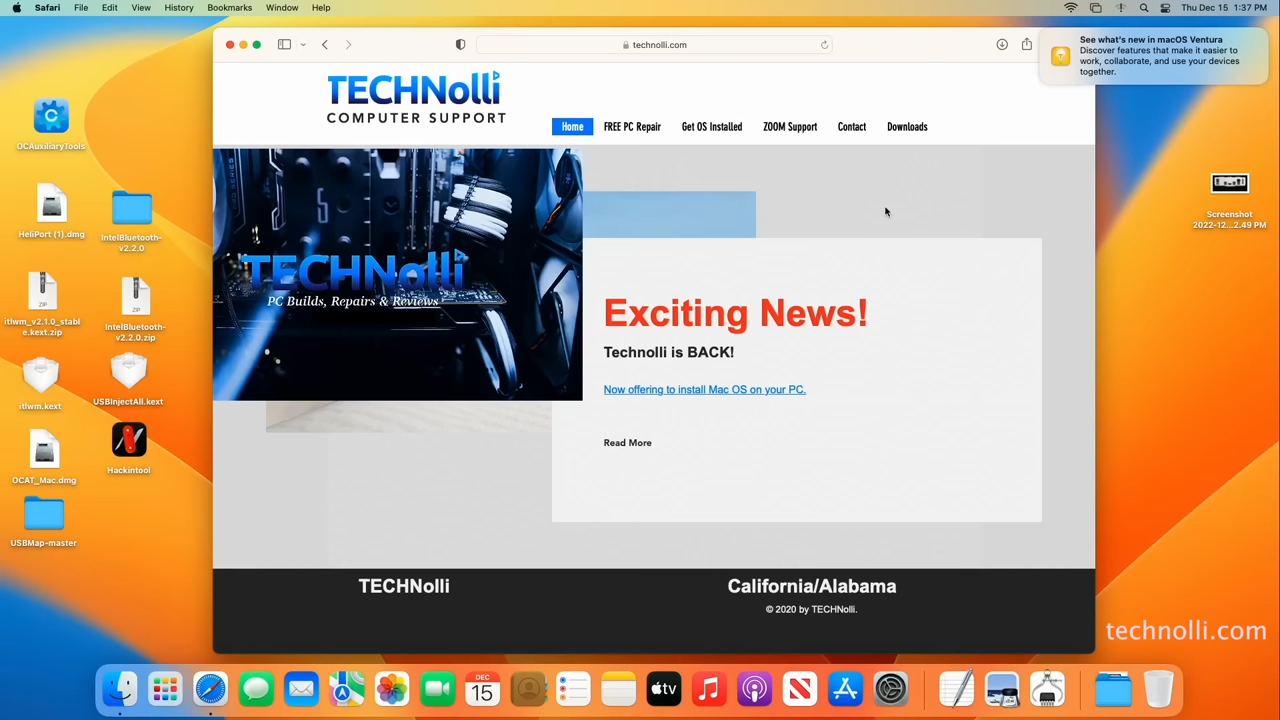 Safari File Edit View History Bookmarks Window Help
Thu Dec 15 1:37 PM
technolli.com
See what's new in macOS Ventura
Discover features that make it easier to
work, collaborate, and use your devices
together.
TECHNolli
COMPUTER SUPPORT
Home FREE PC Repair Get OS Installed ZOOM Support Contact Downloads
TECHNolli
PC Builds, Repairs & Reviews
Exciting News!
Technolli is BACK!
Now offering to install Mac OS on your PC.
Read More
TECHNolli
California/Alabama
© 2020 by TECHNolli.
OCAuxiliaryTools
HeliPort (1).dmg
IntelBluetooth-
v2.2.0
ZIP
itlwm_v2.1.0_stabl
e.kext.zip
ZIP
IntelBluetooth-
v2.2.0.zip
itlwm.kext
USBInjectAll.kext
OCAT_Mac.dmg
Hackintool
USBMap-master
Screenshot
2022-12...2.49 PM
technolli.com
DEC
15
tv